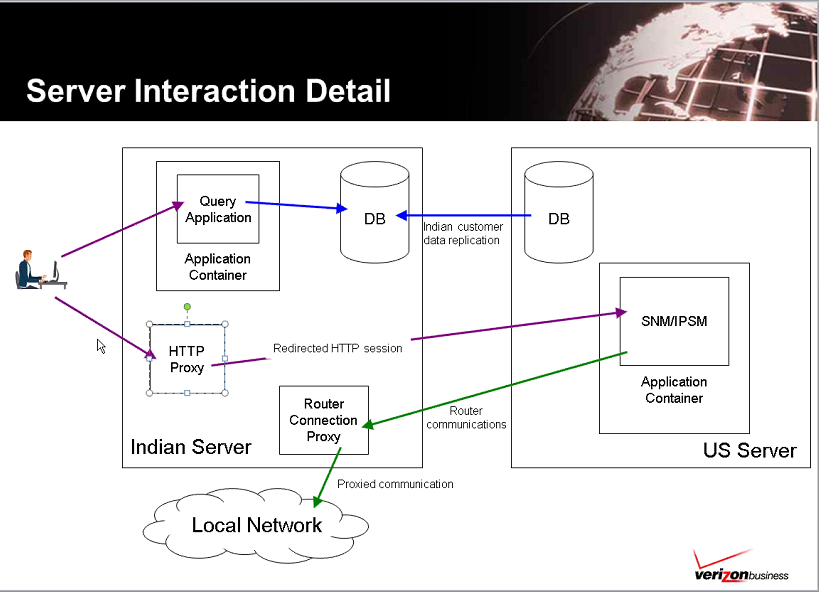 Server Interaction Detail
Query
Application
Application
Container
DB
Indian customer
data replication
DB
HTTP
Proxy
Redirected HTTP session
SNM/IPSM
Application
Container
Router
Connection
Proxy
Router
communications
Indian Server
US Server
Proxied communication
Local Network
verizonbusiness